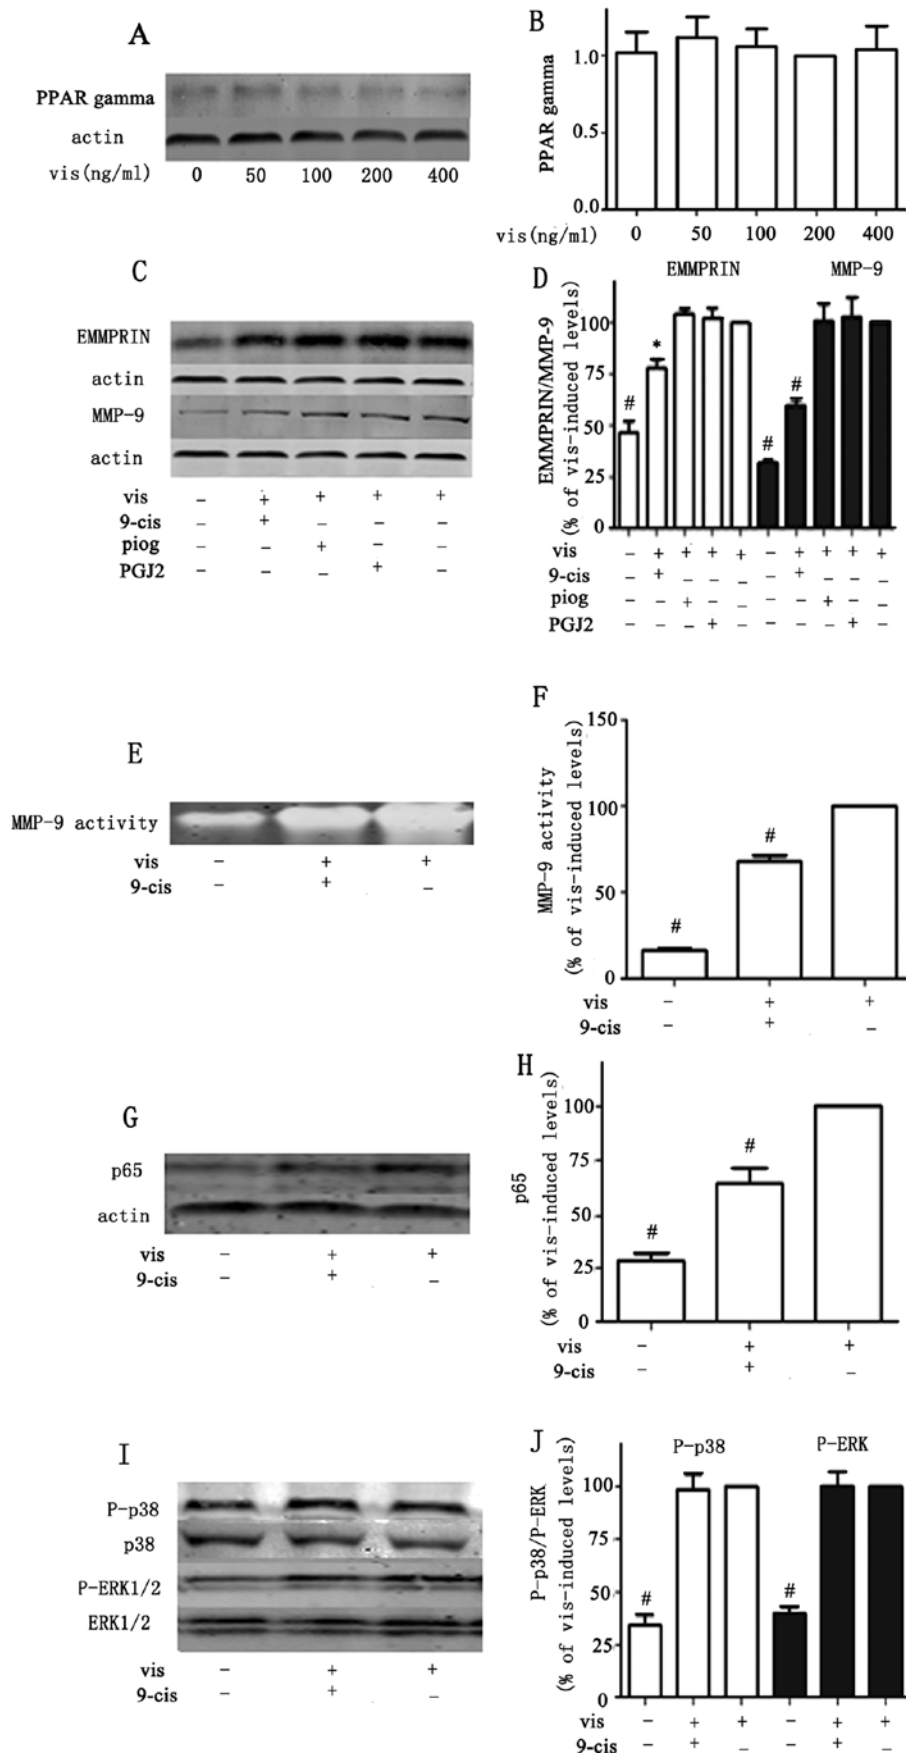 A
PPAR gamma
actin
vis(ng/ml) 0 50 100 200 400
B
PPAR gamma
1.0
0.5
0.0
vis(ng/ml) 0 50 100 200 400
C
EMMPRIN
actin
MMP-9
actin
vis − + + + +
9-cis − + − − −
piog − − + − −
PGJ2 − − − + −
D
EMMPRIN MMP-9
EMMPRIN/MMP-9
(% of vis-induced levels)
100
75
50
25
0
# * # #
vis − + + + + − + + + +
9-cis − + − − − − + − − −
piog − − + − − − − + − −
PGJ2 − − − + − − − − + −
E
MMP-9 activity
vis − + +
9-cis − + −
F
MMP-9 activity
(% of vis-induced levels)
150
100
50
0
# #
vis − + +
9-cis − + −
G
p65
actin
vis − + +
9-cis − + −
H
p65
(% of vis-induced levels)
100
75
50
25
0
# #
vis − + +
9-cis − + −
I
P-p38
p38
P-ERK1/2
ERK1/2
vis − + +
9-cis − + −
J
P-p38 P-ERK
P-p38/P-ERK
(% of vis-induced levels)
100
75
50
25
0
# #
vis − + + − + +
9-cis − + − − + −